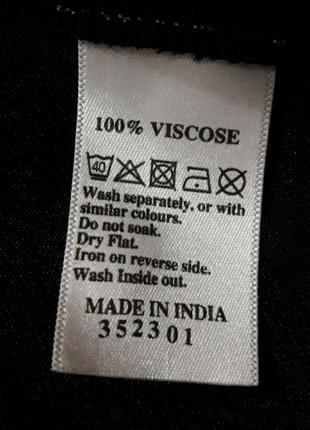 100% VISCOSE
40
Wash separately, or with
similar colours.
Do not soak.
Dry Flat.
Iron on reverse side.
Wash Inside out.
MADE IN INDIA
352301